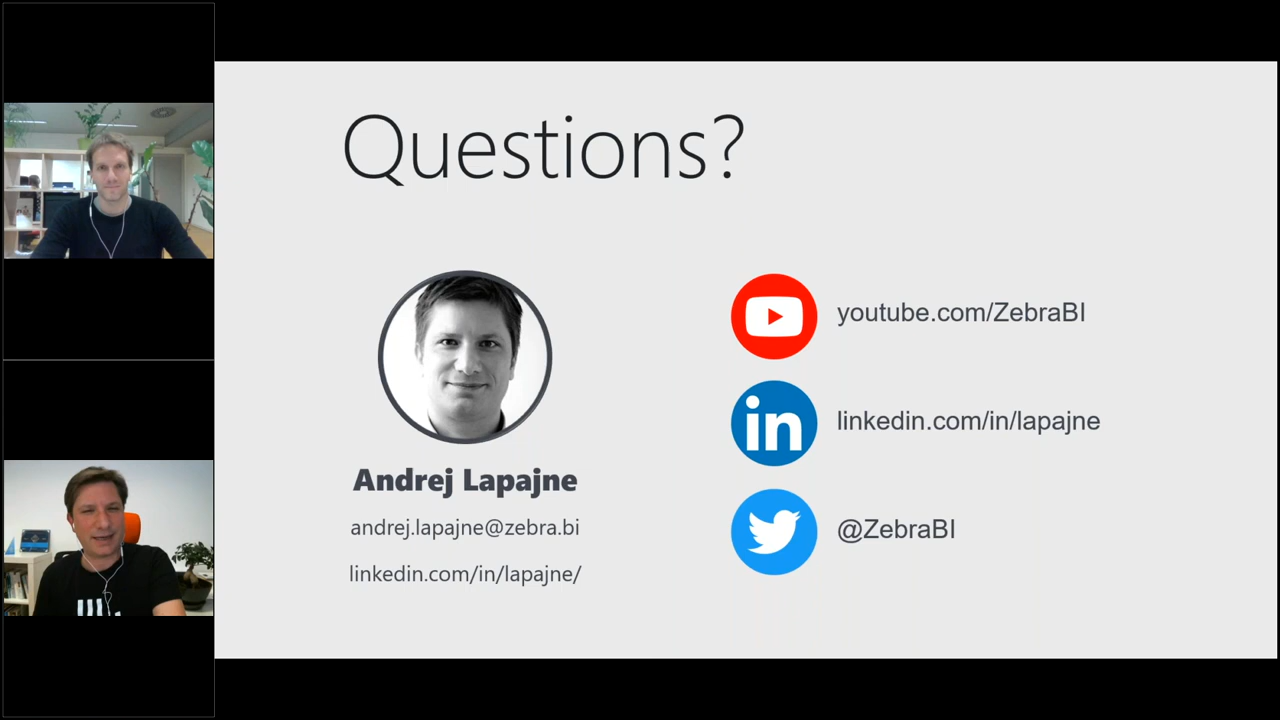 Questions?
Andrej Lapajne
andrej.lapajne@zebra.bi
linkedin.com/in/lapajne/
youtube.com/ZebraBI
in
linkedin.com/in/lapajne
@ZebraBI